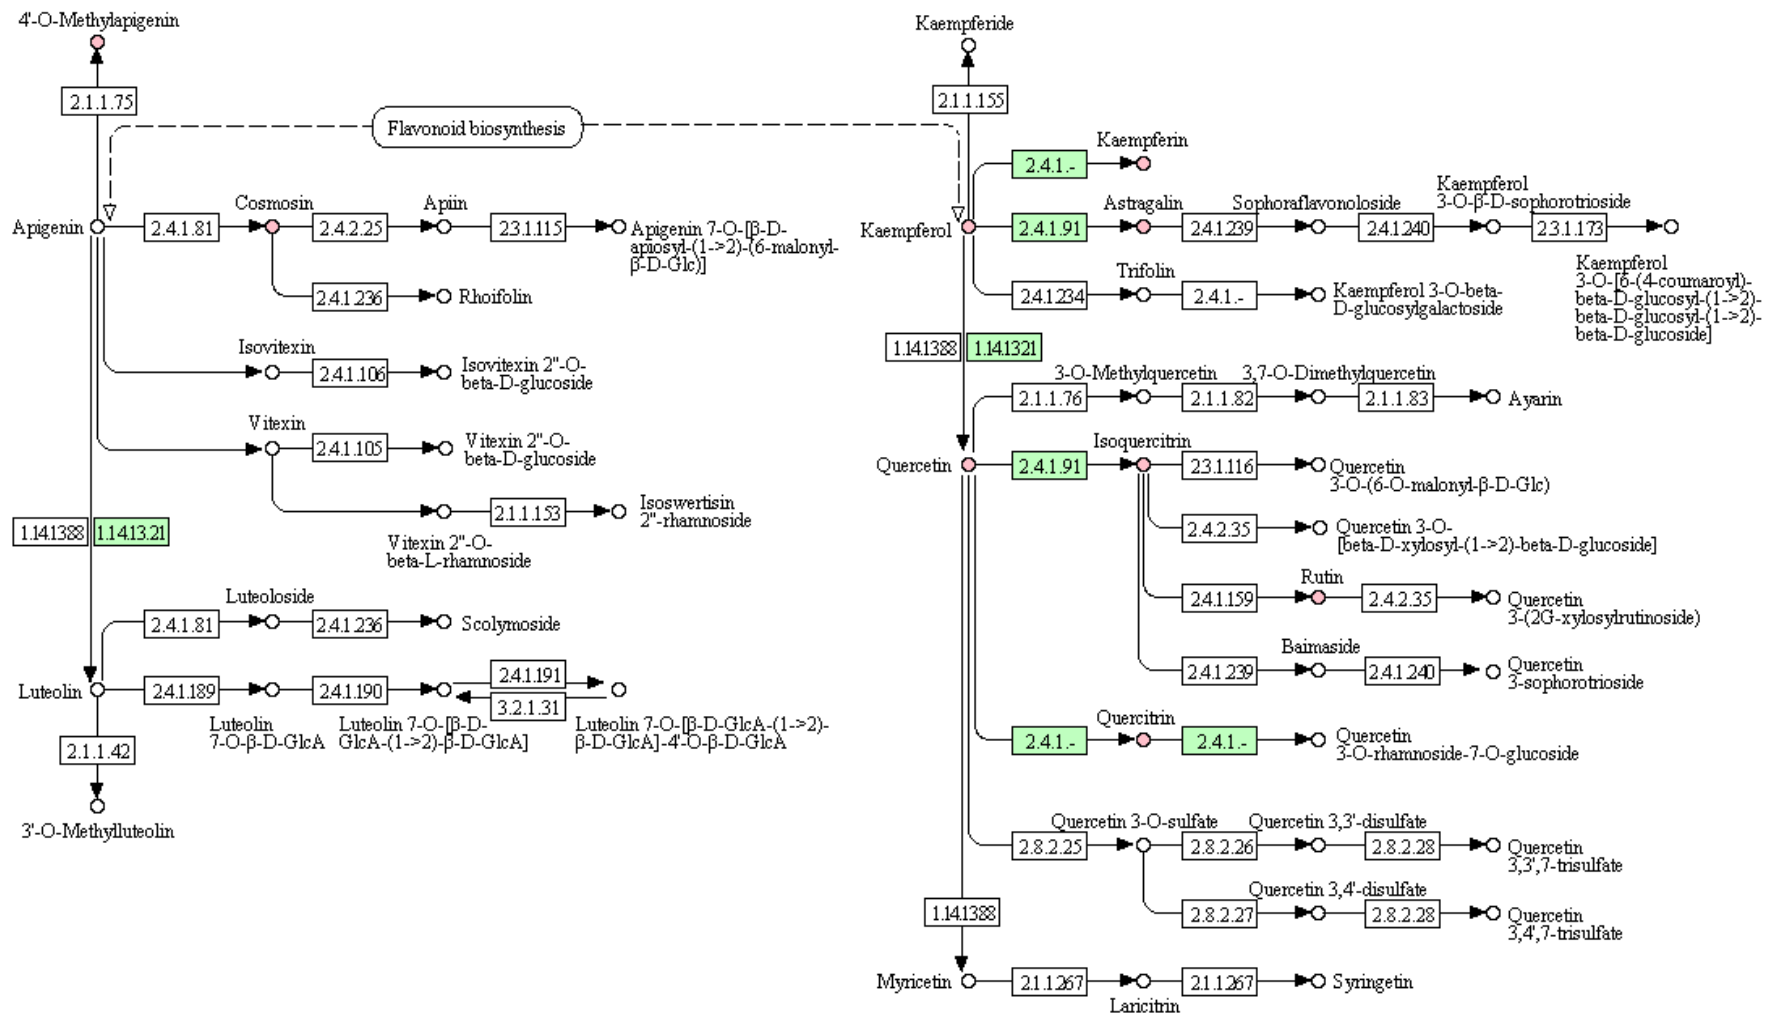 4'-O-Methylapigenin
2.1.1.75
Flavonoid biosynthesis
Apigenin
2.4.1.81
Cosmosin
2.4.2.25
Apiin
2.3.1.115
Apigenin 7-O-[β-D-
apiosyl-(1->2)-(6-malonyl-
β-D-Glc)]
2.4.1.236
Rhoifolin
Isovitexin
2.4.1.106
Isovitexin 2"-O-
beta-D-glucoside
Vitexin
2.4.1.105
Vitexin 2"-O-
beta-D-glucoside
Vitexin 2"-O-
beta-L-rhamnoside
2.1.1.153
Isoswertisin
2"-rhamnoside
1.14.1388
1.14.13.21
Luteoloside
2.4.1.81
2.4.1.236
Scolymoside
Luteolin
2.4.1.189
Luteolin
7-O-β-D-GlcA
2.4.1.190
Luteolin 7-O-[β-D-
GlcA-(1->2)-β-D-GlcA]
2.4.1.191
3.2.1.31
Luteolin 7-O-[β-D-GlcA-(1->2)-
β-D-GlcA]-4'-O-β-D-GlcA
2.1.1.42
3'-O-Methylluteolin
Kaempferide
2.1.1.155
Kaempferin
2.4.1.-
Kaempferol
2.4.1.91
Astragalin
2.4.1.239
Sophoraflavonoloside
2.4.1.240
Kaempferol
3-O-β-D-sophorotrioside
2.3.1.173
Kaempferol
3-O-[6-(4-coumaroyl)-
beta-D-glucosyl-(1->2)-
beta-D-glucosyl-(1->2)-
beta-D-glucoside]
2.4.1.234
Trifolin
2.4.1.-
Kaempferol 3-O-beta-
D-glucosylgalactoside
1.14.1388
1.14.1321
3-O-Methylquercetin
3,7-O-Dimethylquercetin
2.1.1.76
2.1.1.82
2.1.1.83
Ayarin
Quercetin
2.4.1.91
Isoquercitrin
2.3.1.116
Quercetin
3-O-(6-O-malonyl-β-D-Glc)
2.4.2.35
Quercetin 3-O-
[beta-D-xylosyl-(1->2)-beta-D-glucoside]
2.4.1.159
Rutin
2.4.2.35
Quercetin
3-(2G-xylosylrutinoside)
2.4.1.239
Baimaside
2.4.1.240
Quercetin
3-sophorotrioside
2.4.1.-
Quercitrin
2.4.1.-
Quercetin
3-O-rhamnoside-7-O-glucoside
Quercetin 3-O-sulfate
Quercetin 3,3'-disulfate
2.8.2.25
2.8.2.26
2.8.2.28
Quercetin
3,3',7-trisulfate
Quercetin 3,4'-disulfate
2.8.2.27
2.8.2.28
Quercetin
3,4',7-trisulfate
1.14.1388
Myricetin
2.1.1.267
Laricitrin
2.1.1.267
Syringetin